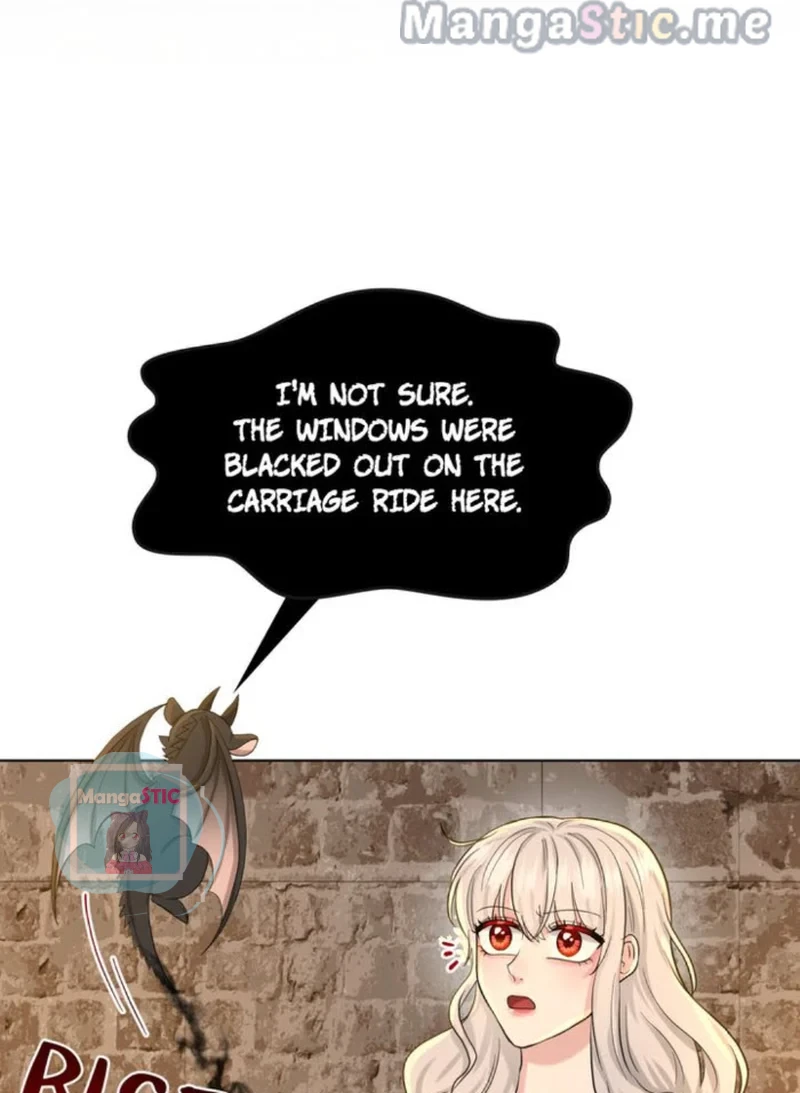 MangaStic.me
I'M NOT SURE.
THE WINDOWS WERE
BLACKED OUT ON THE
CARRIAGE RIDE HERE.
MangaSTIC